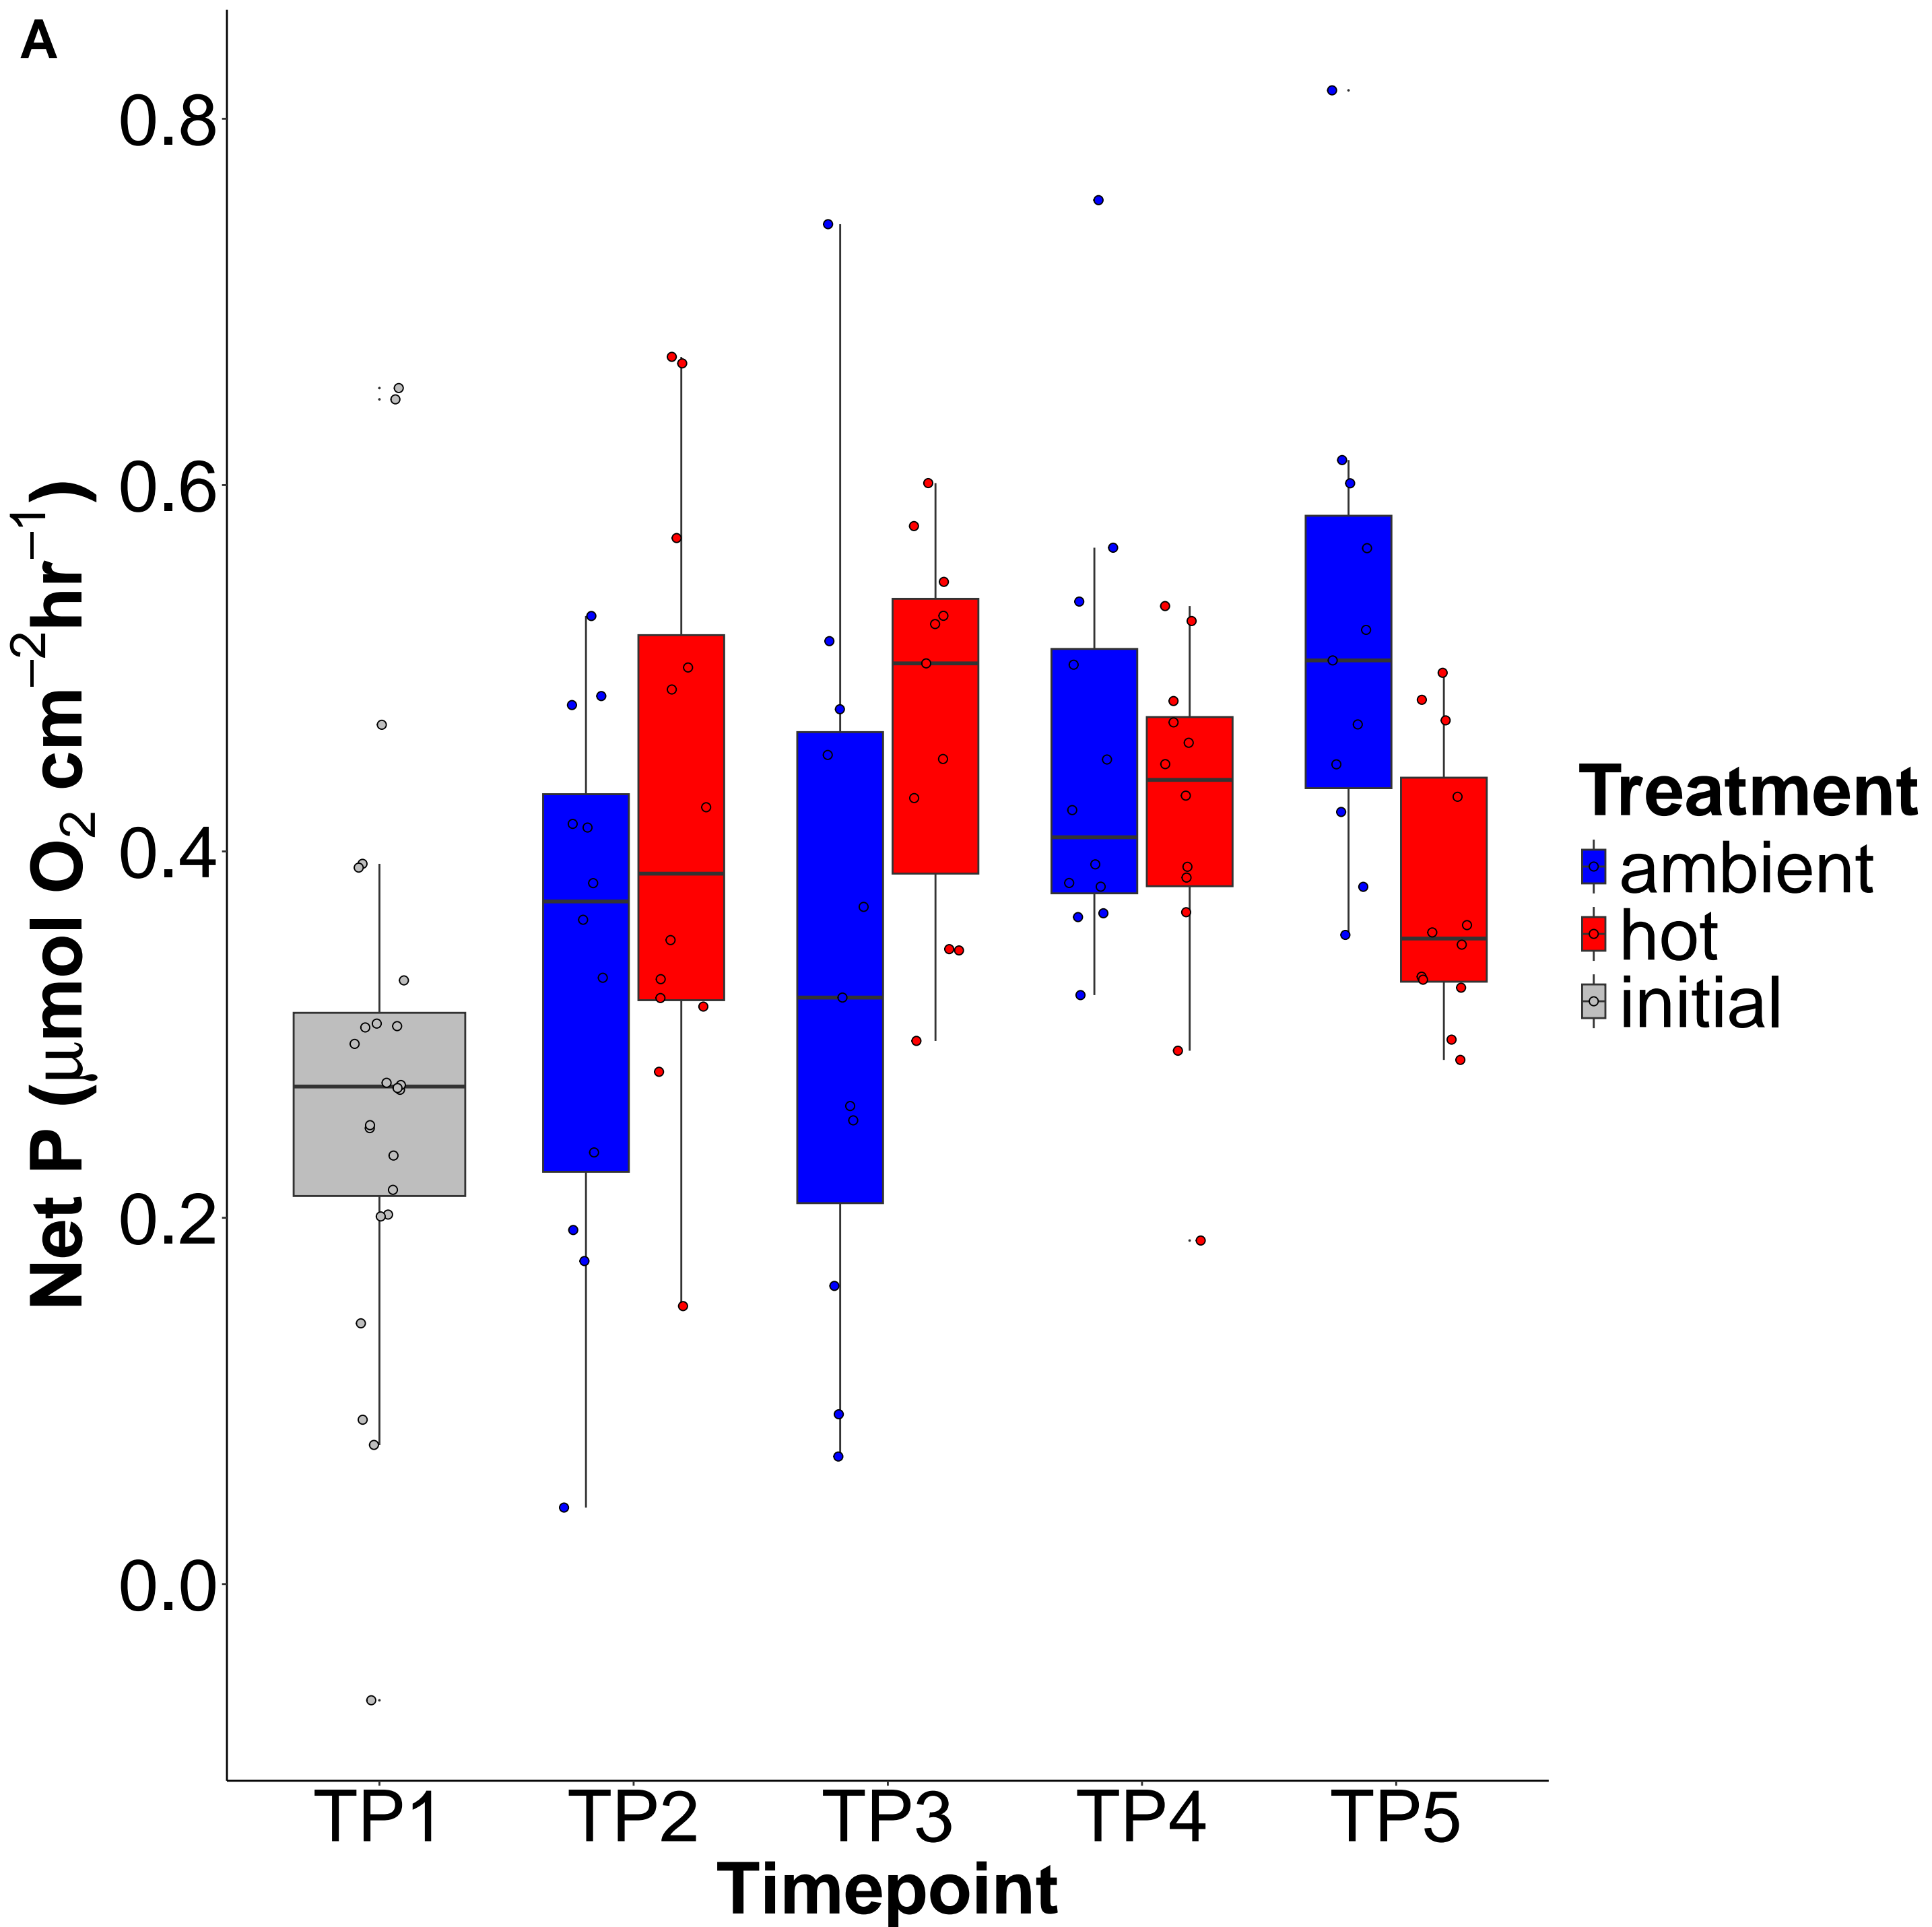 A
0.8
0.6
0.4
0.2
0.0
Net P (μmol O₂ cm⁻²hr⁻¹)
TP1 TP2 TP3 TP4 TP5
Timepoint
Treatment
ambient
hot
initial